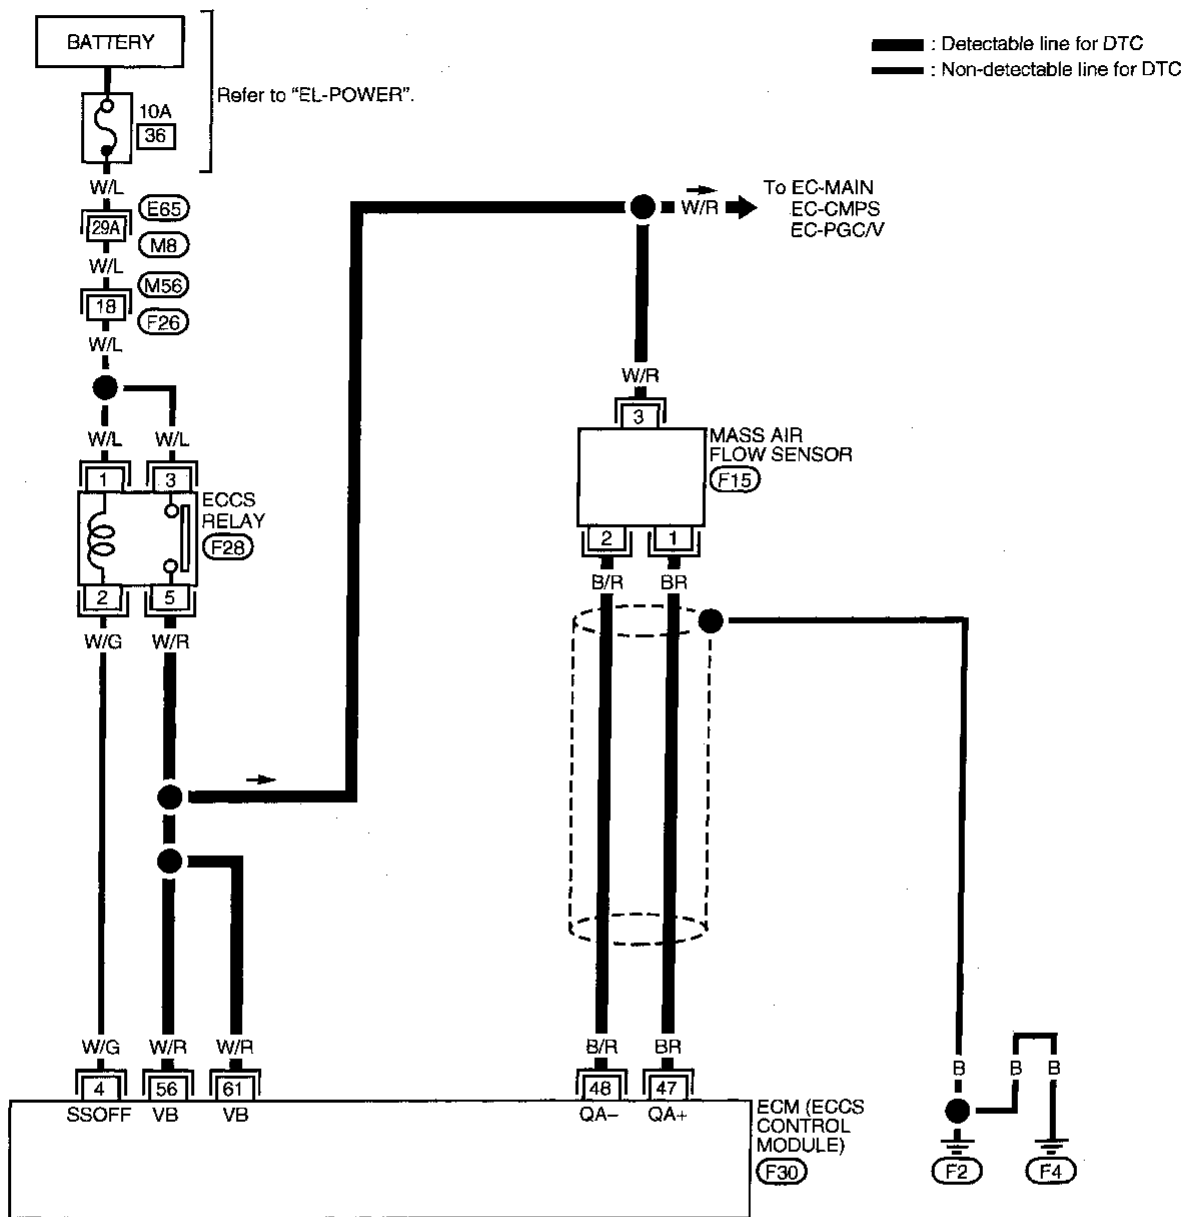 BATTERY
Refer to "EL-POWER".
: Detectable line for DTC
: Non-detectable line for DTC
10A
36
W/L
E65
29A
M8
W/L
M56
18
F26
W/L
W/L
W/L
1
3
ECCS
RELAY
F28
2
5
W/G
W/R
W/R
To EC-MAIN
EC-CMPS
EC-PGC/V
W/R
3
MASS AIR
FLOW SENSOR
F15
2
1
B/R
BR
W/G
W/R
W/R
B/R
BR
B
B
B
4
56
61
48
47
SSOFF
VB
VB
QA-
QA+
ECM (ECCS
CONTROL
MODULE)
F30
F2
F4